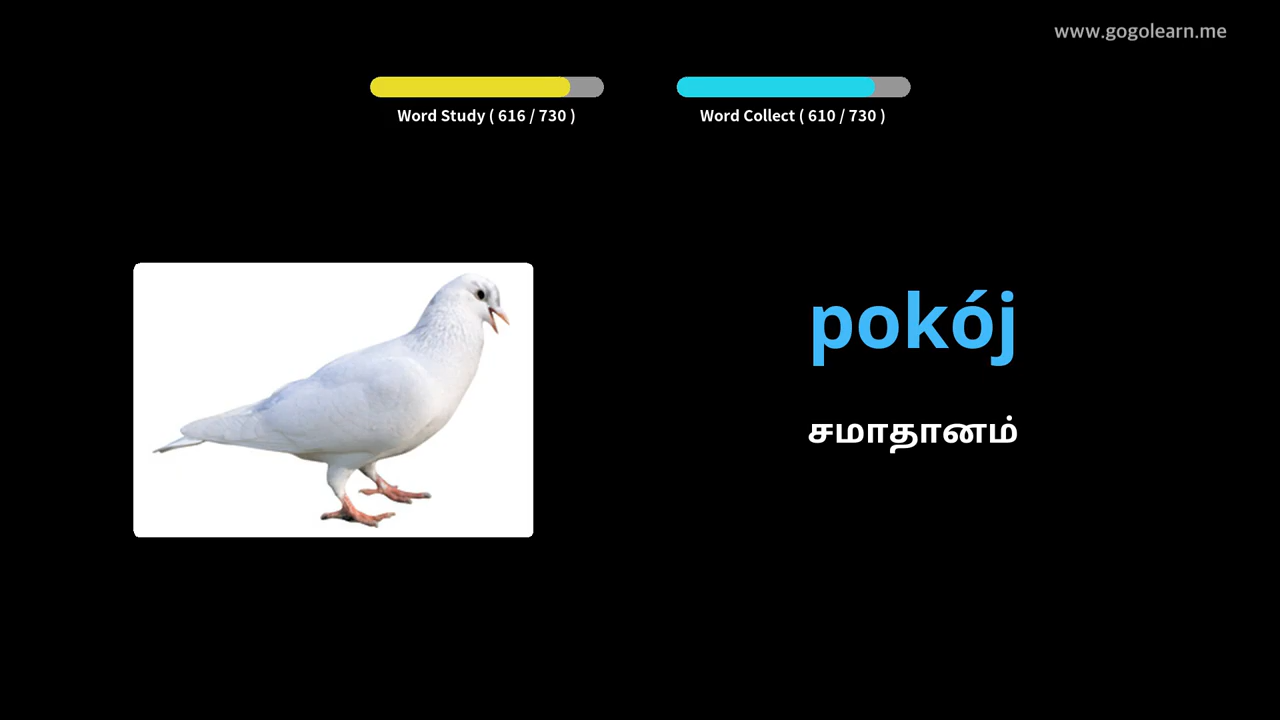 www.gogolearn.me
Word Study ( 616 / 730 )
Word Collect ( 610 / 730 )
pokój
சமாதானம்